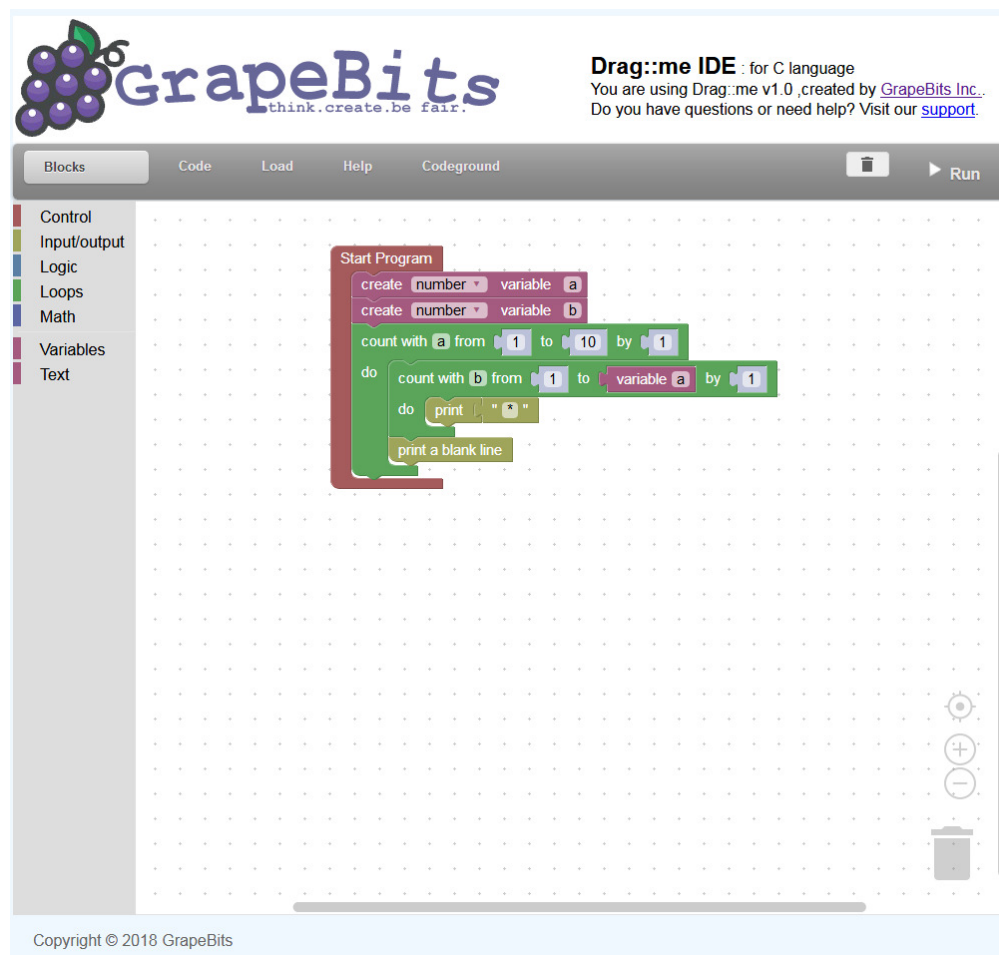 GrapeBits
think.create.be fair.
Drag::me IDE : for C language
You are using Drag::me v1.0 ,created by GrapeBits Inc..
Do you have questions or need help? Visit our support.
Blocks Code Load Help Codeground Run
Control
Input/output
Logic
Loops
Math
Variables
Text
Start Program
create number variable a
create number variable b
count with a from 1 to 10 by 1
do count with b from 1 to variable a by 1
do print " * "
print a blank line
Copyright © 2018 GrapeBits